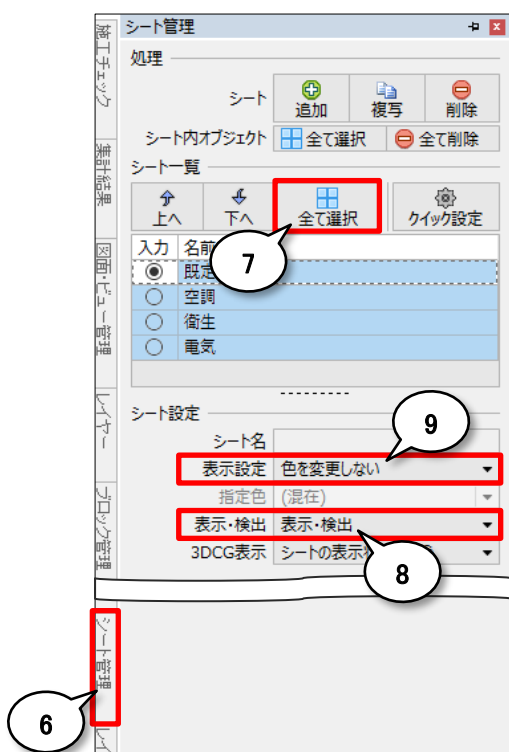 シート管理
処理
シート 追加 複写 削除
シート内オブジェクト 全て選択 全て削除
シート一覧
上へ 下へ 全て選択 クイック設定
7
入力 名前
既定
空調
衛生
電気
シート設定
9
シート名
表示設定 色を変更しない
指定色 (混在)
表示・検出 表示・検出
3DCG表示 シートの表示
8
6
施工チェック
集計結果
図面・ビュー管理
レイヤー
ブロック管理
シート管理
レイ